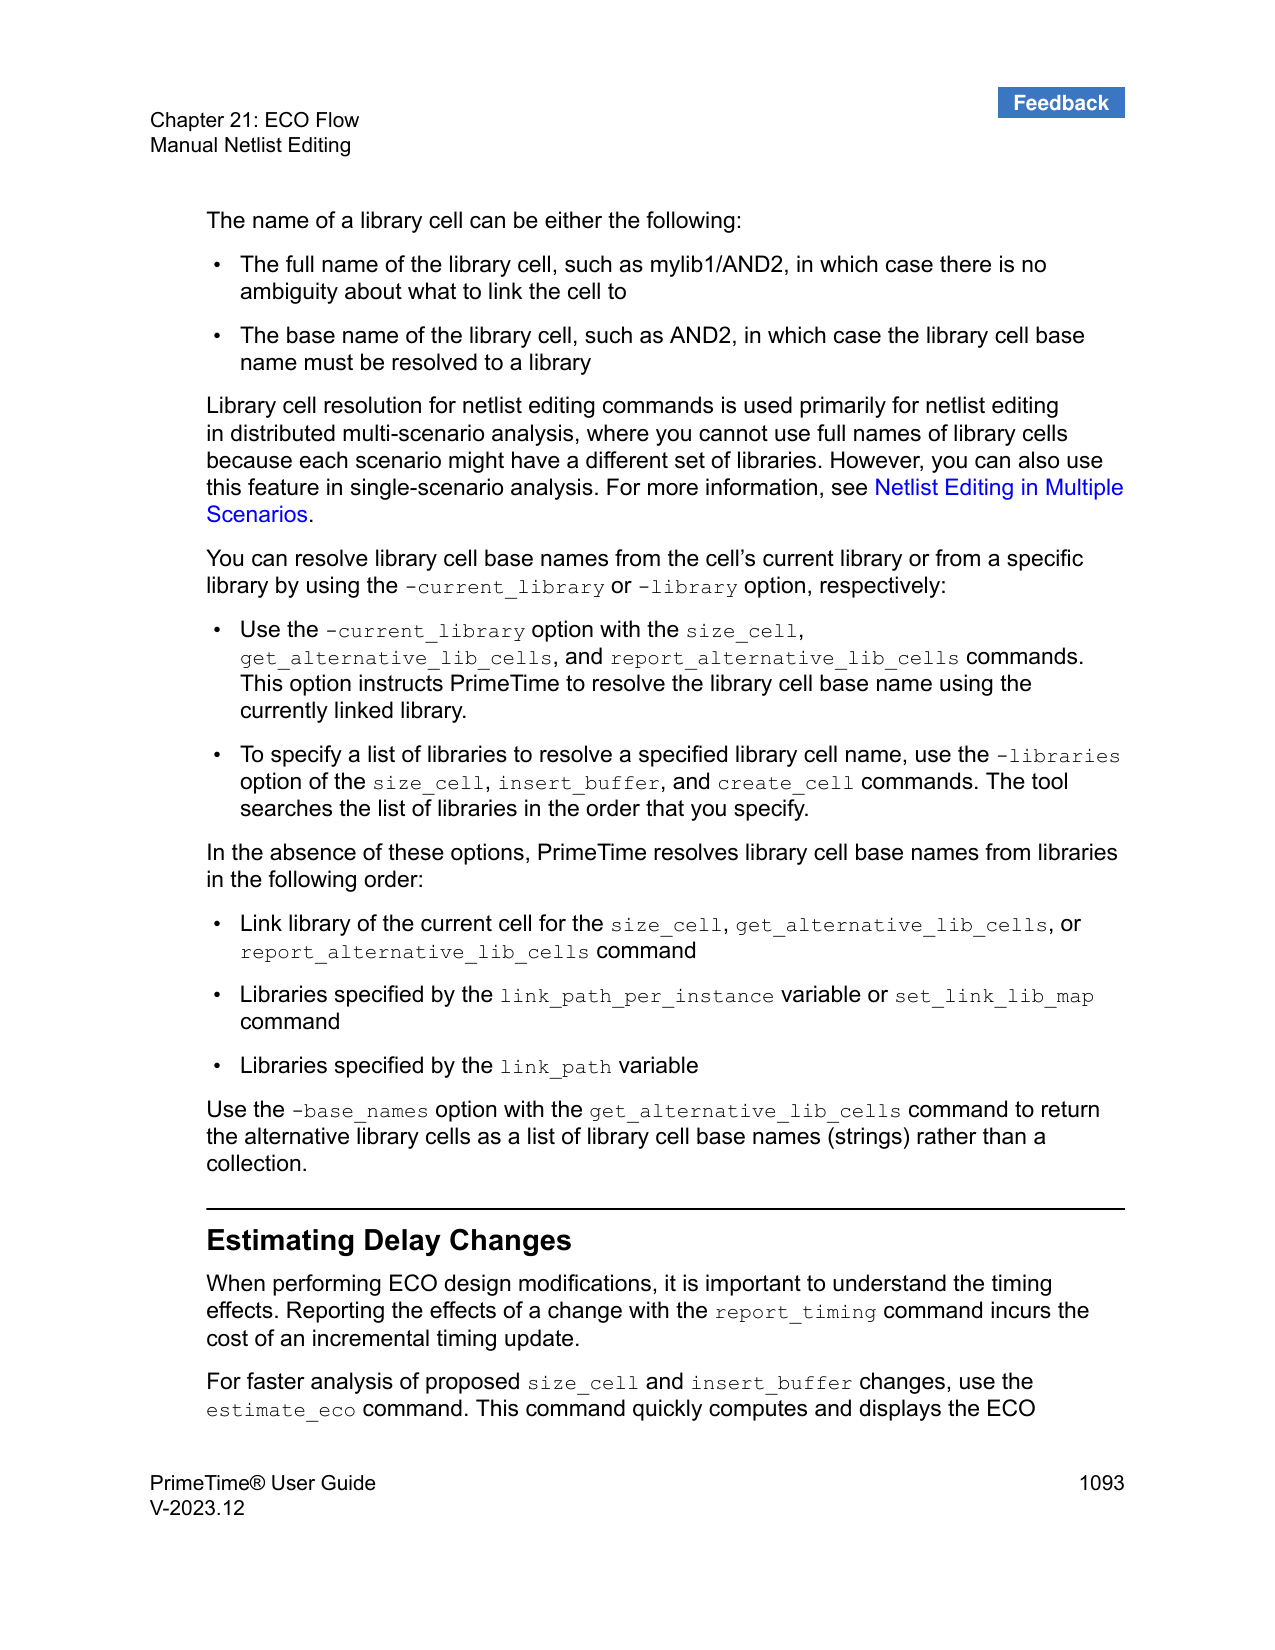 Feedback
Chapter 21: ECO Flow
Manual Netlist Editing
The name of a library cell can be either the following:
• The full name of the library cell, such as mylib1/AND2, in which case there is no
ambiguity about what to link the cell to
• The base name of the library cell, such as AND2, in which case the library cell base
name must be resolved to a library
Library cell resolution for netlist editing commands is used primarily for netlist editing
in distributed multi-scenario analysis, where you cannot use full names of library cells
because each scenario might have a different set of libraries. However, you can also use
this feature in single-scenario analysis. For more information, see Netlist Editing in Multiple
Scenarios.
You can resolve library cell base names from the cell’s current library or from a specific
library by using the -current_library or -library option, respectively:
• Use the -current_library option with the size_cell,
get_alternative_lib_cells, and report_alternative_lib_cells commands.
This option instructs PrimeTime to resolve the library cell base name using the
currently linked library.
• To specify a list of libraries to resolve a specified library cell name, use the -libraries
option of the size_cell, insert_buffer, and create_cell commands. The tool
searches the list of libraries in the order that you specify.
In the absence of these options, PrimeTime resolves library cell base names from libraries
in the following order:
• Link library of the current cell for the size_cell, get_alternative_lib_cells, or
report_alternative_lib_cells command
• Libraries specified by the link_path_per_instance variable or set_link_lib_map
command
• Libraries specified by the link_path variable
Use the -base_names option with the get_alternative_lib_cells command to return
the alternative library cells as a list of library cell base names (strings) rather than a
collection.
Estimating Delay Changes
When performing ECO design modifications, it is important to understand the timing
effects. Reporting the effects of a change with the report_timing command incurs the
cost of an incremental timing update.
For faster analysis of proposed size_cell and insert_buffer changes, use the
estimate_eco command. This command quickly computes and displays the ECO
PrimeTime® User Guide 1093
V-2023.12